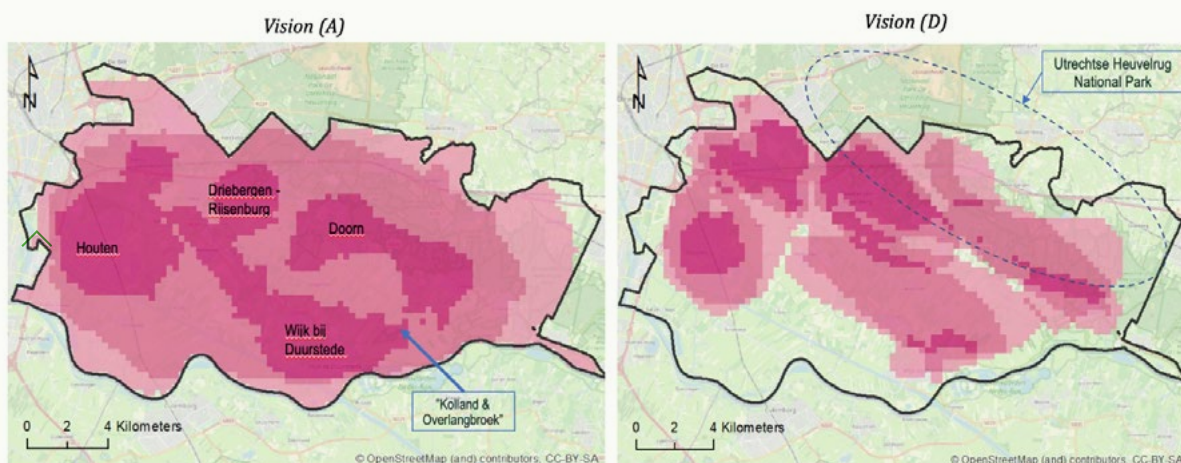 Vision (A)
Vision (D)
N
Driebergen -
Rijsenburg
Houten
Doorn
Wijk bij
Duurstede
"Kolland &
Overlangbroek"
0 2 4 Kilometers
© OpenStreetMap (and) contributors, CC-BY-SA
N
Utrechtse Heuvelrug
National Park
0 2 4 Kilometers
© OpenStreetMap (and) contributors, CC-BY-SA